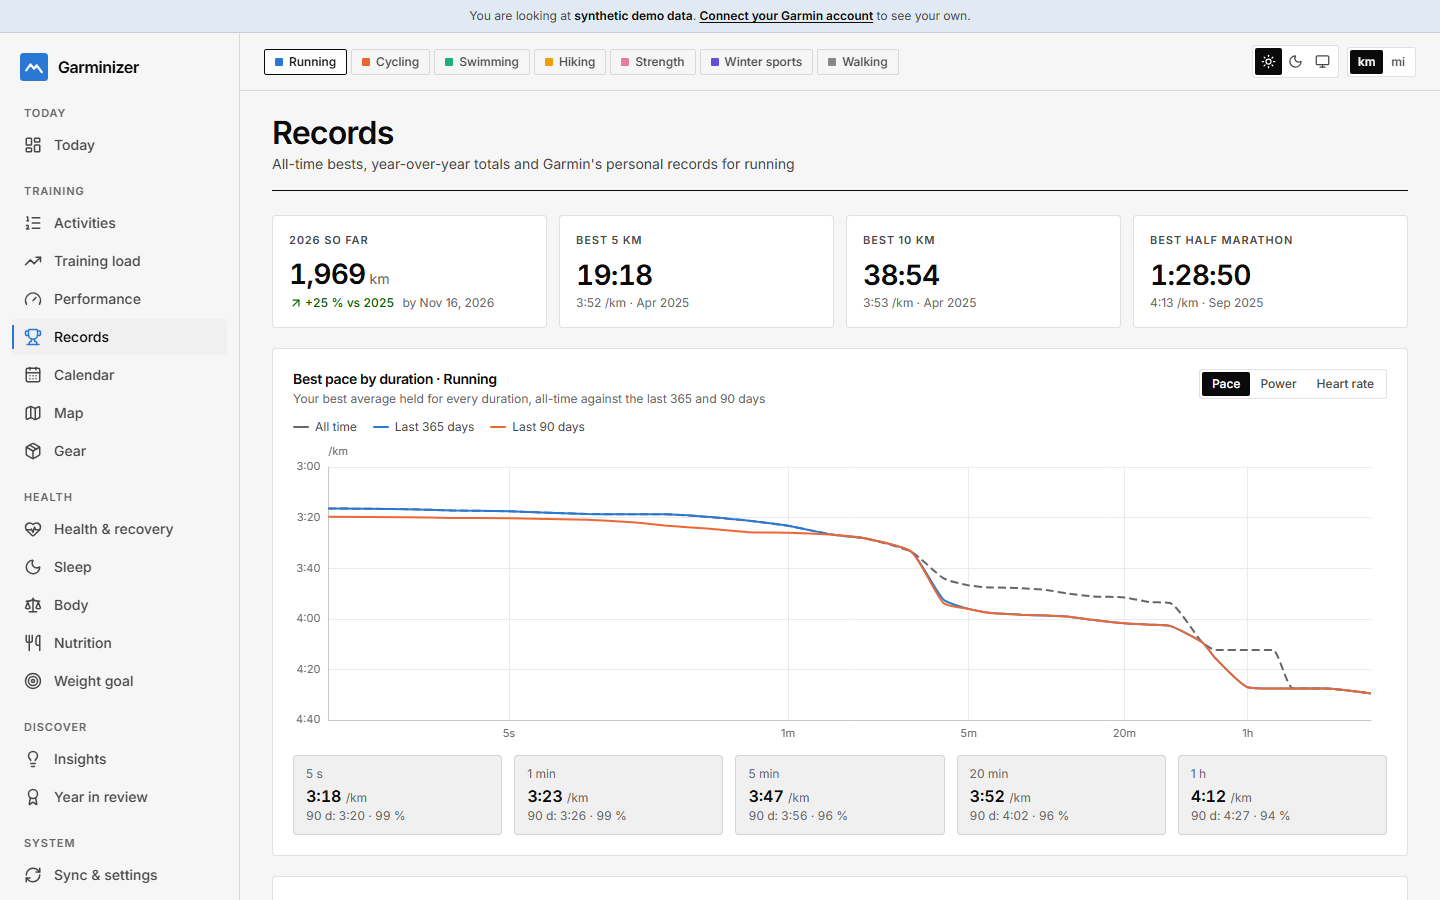 You are looking at synthetic demo data. Connect your Garmin account to see your own.
Garminizer
TODAY
Today
TRAINING
Activities
Training load
Performance
Records
Calendar
Map
Gear
HEALTH
Health & recovery
Sleep
Body
Nutrition
Weight goal
DISCOVER
Insights
Year in review
SYSTEM
Sync & settings
Running Cycling Swimming Hiking Strength Winter sports Walking
km mi
Records
All-time bests, year-over-year totals and Garmin's personal records for running
2026 SO FAR
1,969 km
+25 % vs 2025 by Nov 16, 2026
BEST 5 KM
19:18
3:52 /km · Apr 2025
BEST 10 KM
38:54
3:53 /km · Apr 2025
BEST HALF MARATHON
1:28:50
4:13 /km · Sep 2025
Best pace by duration · Running
Your best average held for every duration, all-time against the last 365 and 90 days
Pace Power Heart rate
All time Last 365 days Last 90 days
/km
3:00
3:20
3:40
4:00
4:20
4:40
5s 1m 5m 20m 1h
5 s
3:18 /km
90 d: 3:20 · 99 %
1 min
3:23 /km
90 d: 3:26 · 99 %
5 min
3:47 /km
90 d: 3:56 · 96 %
20 min
3:52 /km
90 d: 4:02 · 96 %
1 h
4:12 /km
90 d: 4:27 · 94 %